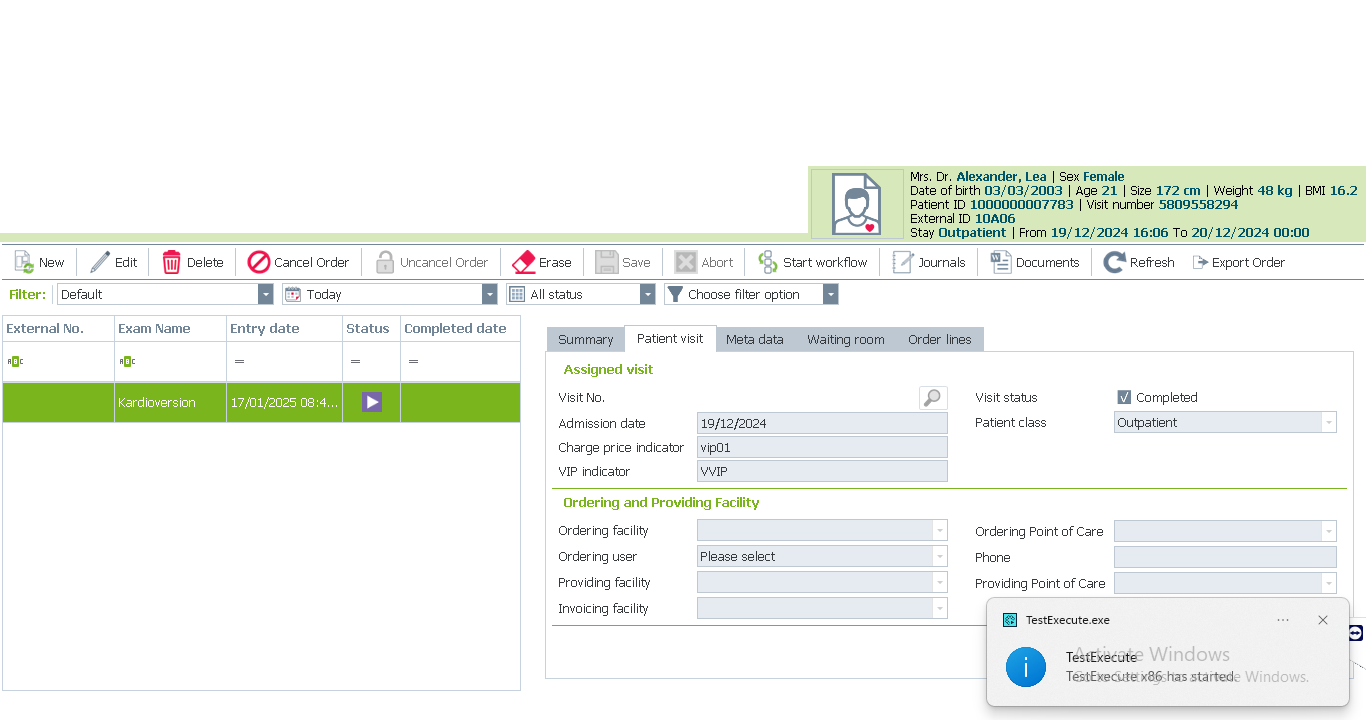 Mrs. Dr. Alexander, Lea | Sex Female
Date of birth 03/03/2003 | Age 21 | Size 172 cm | Weight 48 kg | BMI 16.2
Patient ID 1000000007783 | Visit number 5809558294
External ID 10A06
Stay Outpatient | From 19/12/2024 16:06 To 20/12/2024 00:00
New Edit Delete Cancel Order Uncancel Order Erase Save Abort Start workflow Journals Documents Refresh Export Order
Filter: Default Today All status Choose filter option
External No. Exam Name Entry date Status Completed date
ABC ABC = = =
Kardioversion 17/01/2025 08:4...
Summary Patient visit Meta data Waiting room Order lines
Assigned visit
Visit No. Visit status Completed
Admission date 19/12/2024 Patient class Outpatient
Charge price indicator vip01
VIP indicator VVIP
Ordering and Providing Facility
Ordering facility Ordering Point of Care
Ordering user Please select Phone
Providing facility Providing Point of Care
Invoicing facility
TestExecute.exe
Activate Windows
TestExecute
Go to Settings to activate Windows.
TestExecute x86 has started.